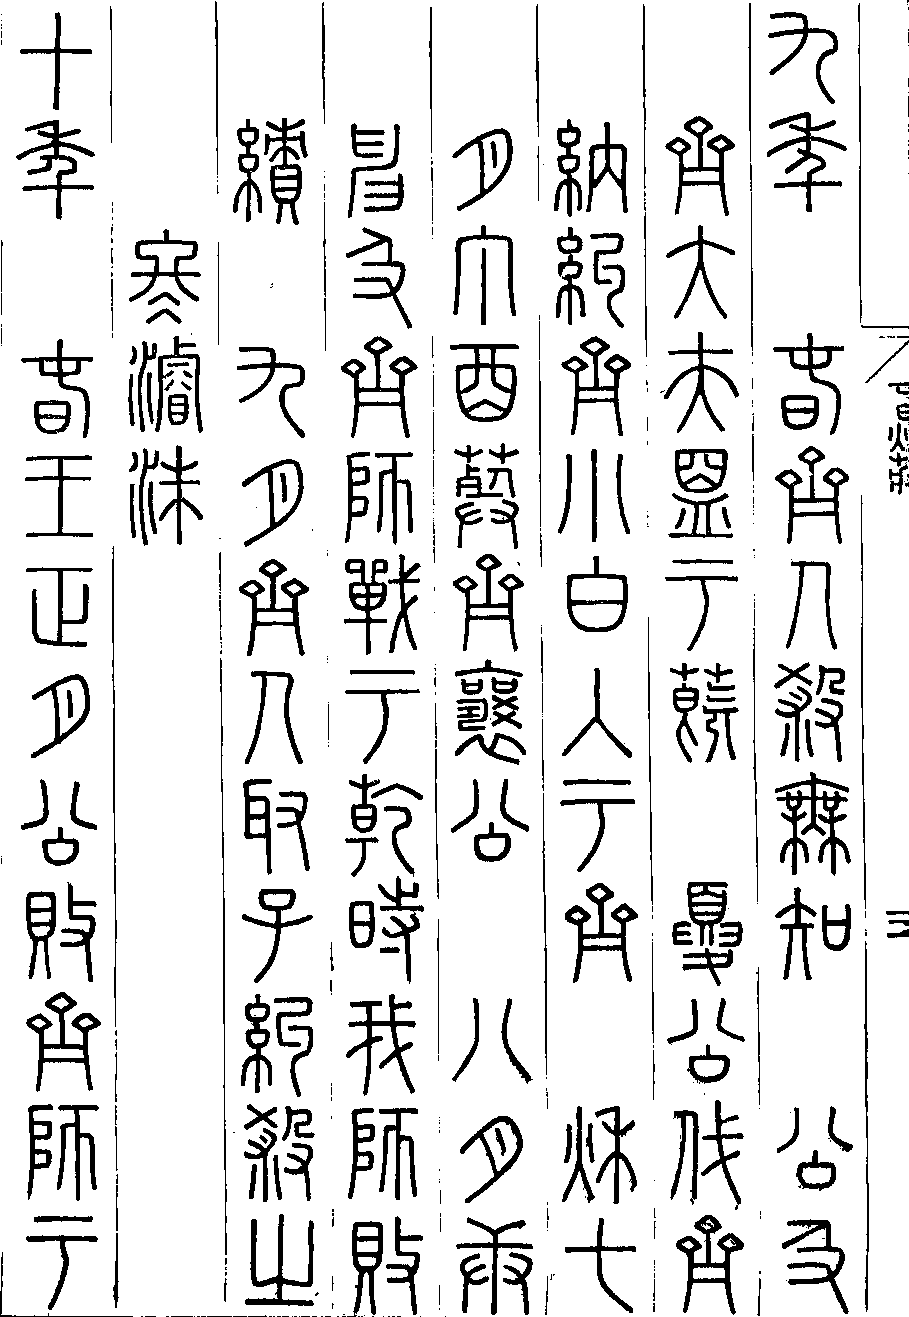 九年 春齊人殺無知 公及
齊大夫盟于蔇 夏公伐齊
納糾齊小白入于齊 秋七
月丁酉葬齊襄公 八月庚
申及齊師戰于乾時我師敗
績 九月齊人取子糾殺之
冬濬洙
十年 春王正月公敗齊師于